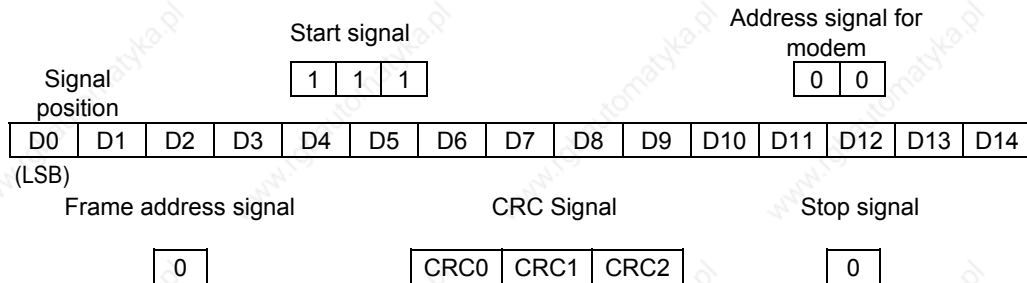 Start signal
Address signal for
modem
1 1 1
0 0
Signal
position
D0 D1 D2 D3 D4 D5 D6 D7 D8 D9 D10 D11 D12 D13 D14
(LSB)
Frame address signal CRC Signal Stop signal
0 CRC0 CRC1 CRC2 0